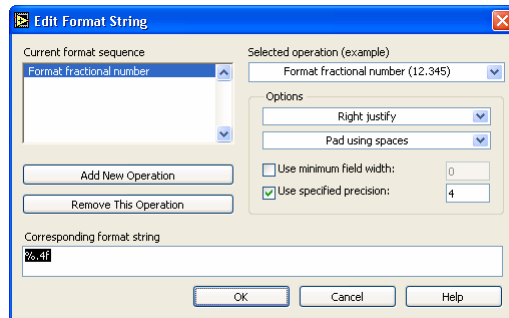 Edit Format String
Current format sequence
Format fractional number
Selected operation (example)
Format fractional number (12.345)
Options
Right justify
Pad using spaces
Use minimum field width:
0
Use specified precision:
4
Add New Operation
Remove This Operation
Corresponding format string
%.4f
OK
Cancel
Help